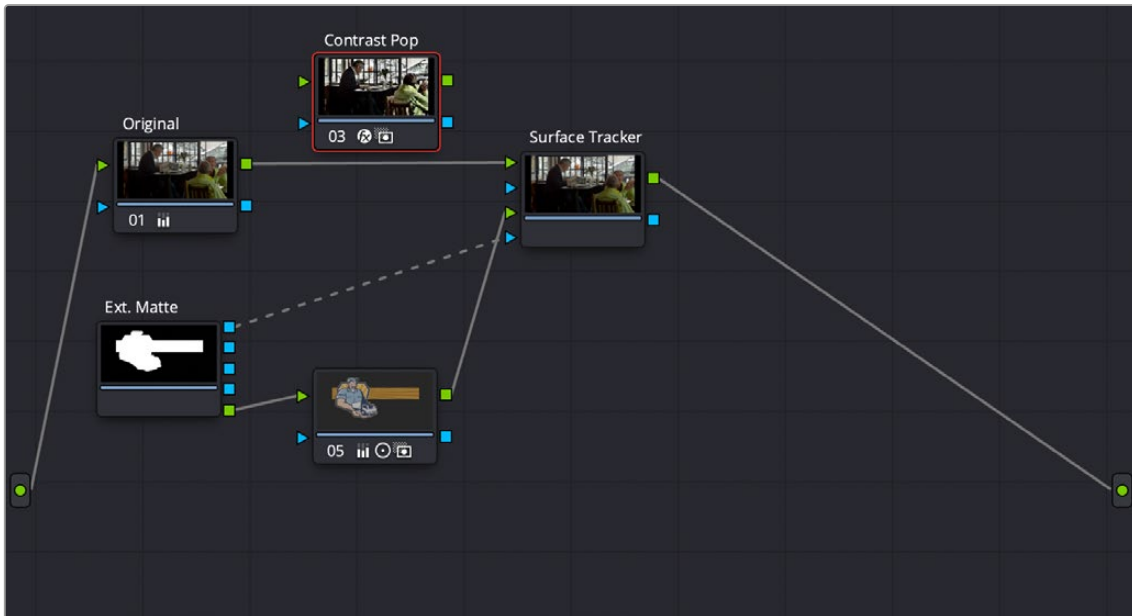 Contrast Pop
03
Original
01
Surface Tracker
Ext. Matte
05